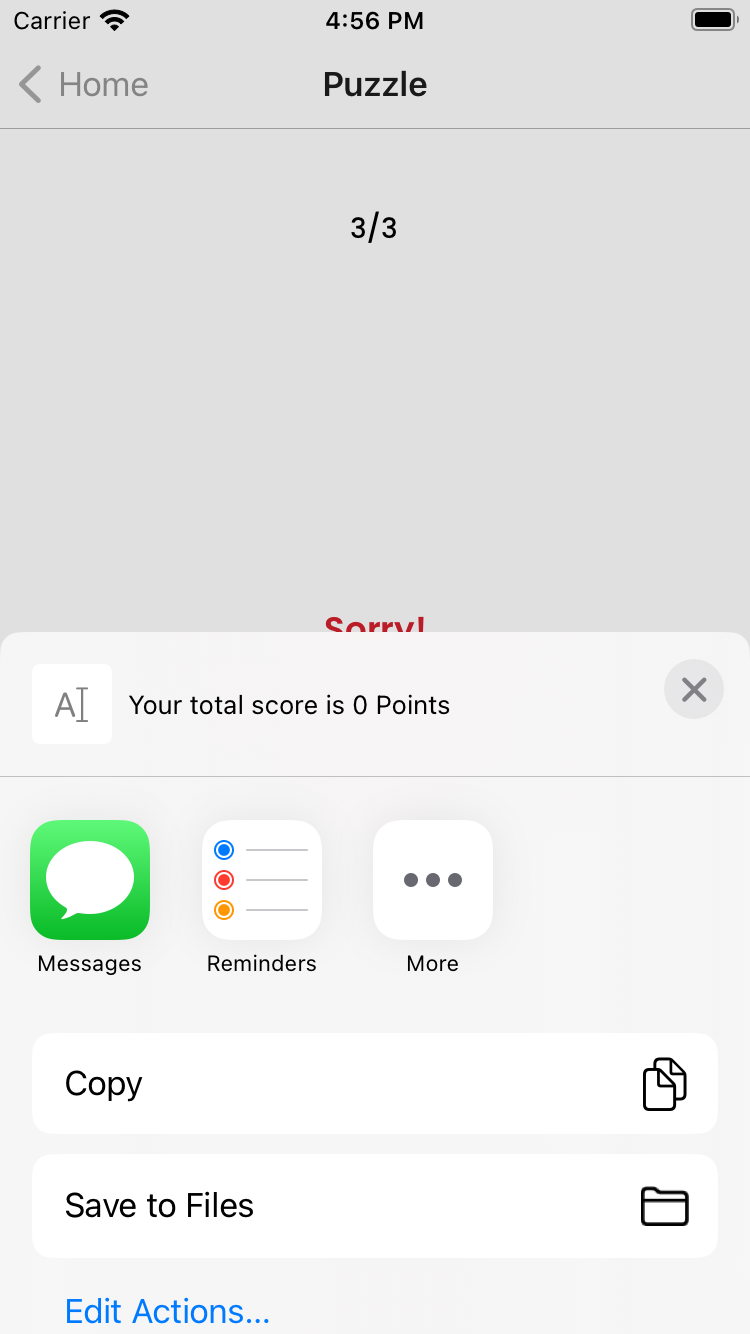 Carrier 4:56 PM
Home Puzzle
3/3
Sorry!
AI Your total score is 0 Points
Messages Reminders More
Copy
Save to Files
Edit Actions...